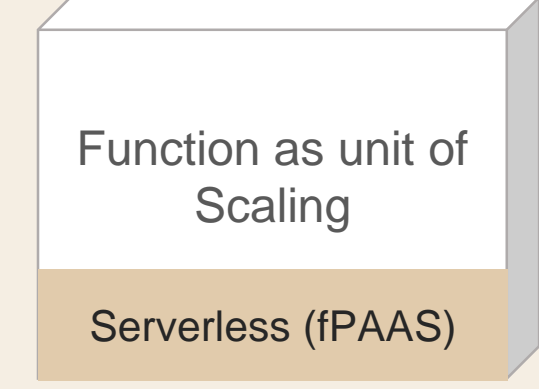 Function as unit of
Scaling
Serverless (fPAAS)